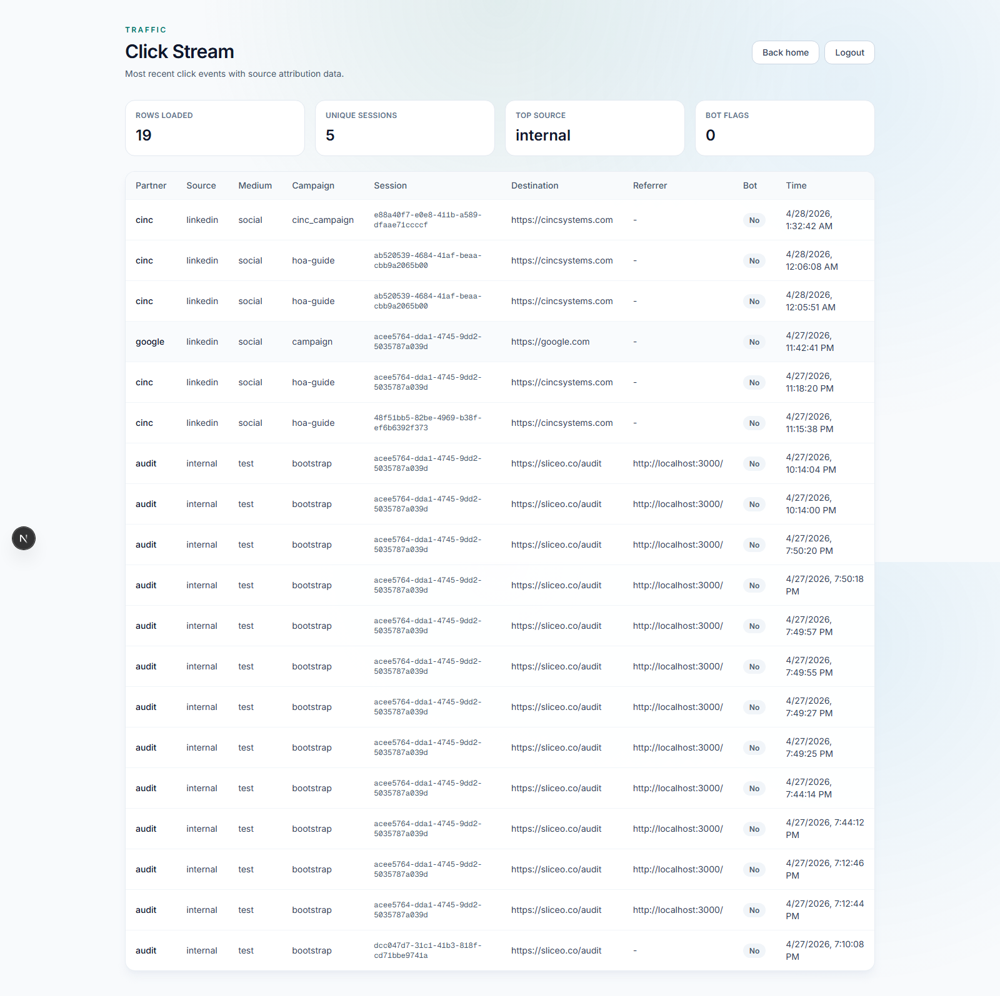 TRAFFIC
Click Stream
Most recent click events with source attribution data.
Back home
Logout
ROWS LOADED
19
UNIQUE SESSIONS
5
TOP SOURCE
internal
BOT FLAGS
0
Partner Source Medium Campaign Session Destination Referrer Bot Time
cinc linkedin social cinc_campaign e88a40f7-e0e8-411b-a589-dfaae71ccccf https://cincsystems.com - No 4/28/2026, 1:32:42 AM
cinc linkedin social hoa-guide ab520539-4684-41af-beaa-cbb9a2065b00 https://cincsystems.com - No 4/28/2026, 12:06:08 AM
cinc linkedin social hoa-guide ab520539-4684-41af-beaa-cbb9a2065b00 https://cincsystems.com - No 4/28/2026, 12:05:51 AM
google linkedin social campaign acee5764-dda1-4745-9dd2-5035787a039d https://google.com - No 4/27/2026, 11:42:41 PM
cinc linkedin social hoa-guide acee5764-dda1-4745-9dd2-5035787a039d https://cincsystems.com - No 4/27/2026, 11:18:20 PM
cinc linkedin social hoa-guide 48f51bb5-82be-4969-b38f-ef6b6392f373 https://cincsystems.com - No 4/27/2026, 11:15:38 PM
audit internal test bootstrap acee5764-dda1-4745-9dd2-5035787a039d https://sliceo.co/audit http://localhost:3000/ No 4/27/2026, 10:14:04 PM
audit internal test bootstrap acee5764-dda1-4745-9dd2-5035787a039d https://sliceo.co/audit http://localhost:3000/ No 4/27/2026, 10:14:00 PM
audit internal test bootstrap acee5764-dda1-4745-9dd2-5035787a039d https://sliceo.co/audit http://localhost:3000/ No 4/27/2026, 7:50:20 PM
audit internal test bootstrap acee5764-dda1-4745-9dd2-5035787a039d https://sliceo.co/audit http://localhost:3000/ No 4/27/2026, 7:50:18 PM
audit internal test bootstrap acee5764-dda1-4745-9dd2-5035787a039d https://sliceo.co/audit http://localhost:3000/ No 4/27/2026, 7:49:57 PM
audit internal test bootstrap acee5764-dda1-4745-9dd2-5035787a039d https://sliceo.co/audit http://localhost:3000/ No 4/27/2026, 7:49:55 PM
audit internal test bootstrap acee5764-dda1-4745-9dd2-5035787a039d https://sliceo.co/audit http://localhost:3000/ No 4/27/2026, 7:49:27 PM
audit internal test bootstrap acee5764-dda1-4745-9dd2-5035787a039d https://sliceo.co/audit http://localhost:3000/ No 4/27/2026, 7:49:25 PM
audit internal test bootstrap acee5764-dda1-4745-9dd2-5035787a039d https://sliceo.co/audit http://localhost:3000/ No 4/27/2026, 7:44:14 PM
audit internal test bootstrap acee5764-dda1-4745-9dd2-5035787a039d https://sliceo.co/audit http://localhost:3000/ No 4/27/2026, 7:44:12 PM
audit internal test bootstrap acee5764-dda1-4745-9dd2-5035787a039d https://sliceo.co/audit http://localhost:3000/ No 4/27/2026, 7:12:46 PM
audit internal test bootstrap acee5764-dda1-4745-9dd2-5035787a039d https://sliceo.co/audit http://localhost:3000/ No 4/27/2026, 7:12:44 PM
audit internal test bootstrap dcc047d7-31c1-41b3-818f-cd71bbe9741a https://sliceo.co/audit - No 4/27/2026, 7:10:08 PM
N